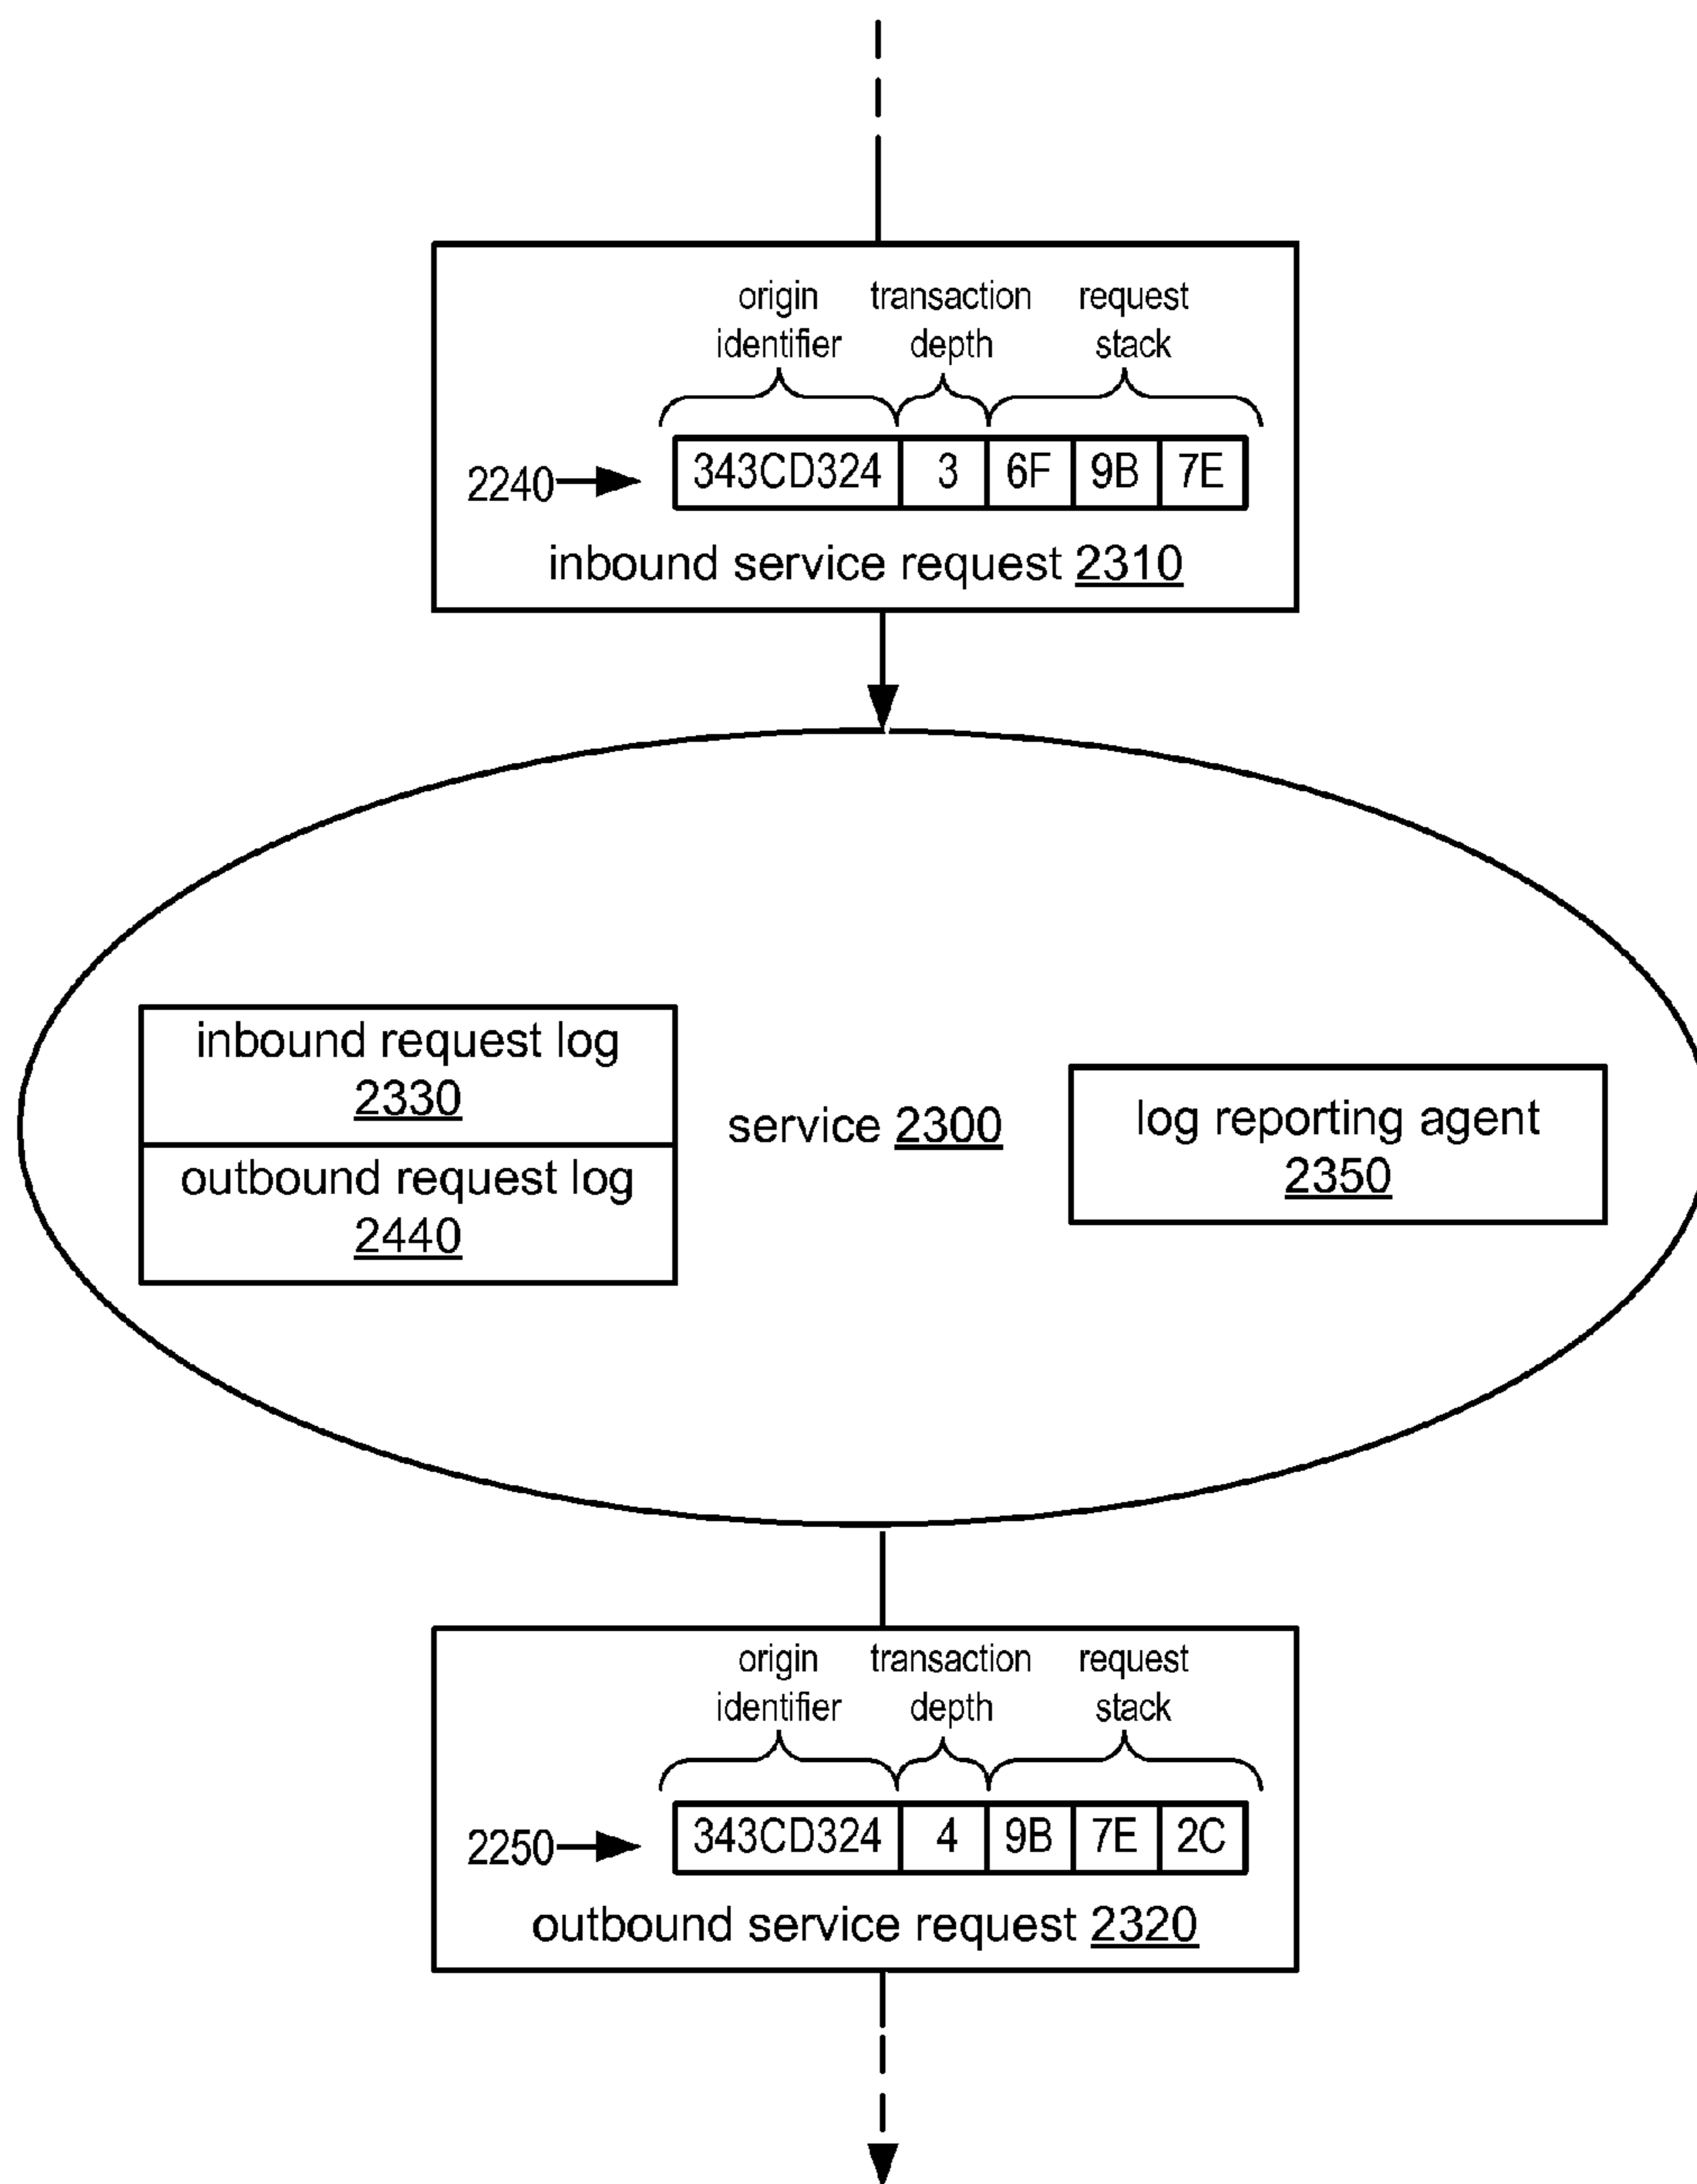 origin transaction request
identifier depth stack
2240 343CD324 3 6F 9B 7E
inbound service request 2310
inbound request log
2330
outbound request log
2440
service 2300
log reporting agent
2350
origin transaction request
identifier depth stack
2250 343CD324 4 9B 7E 2C
outbound service request 2320